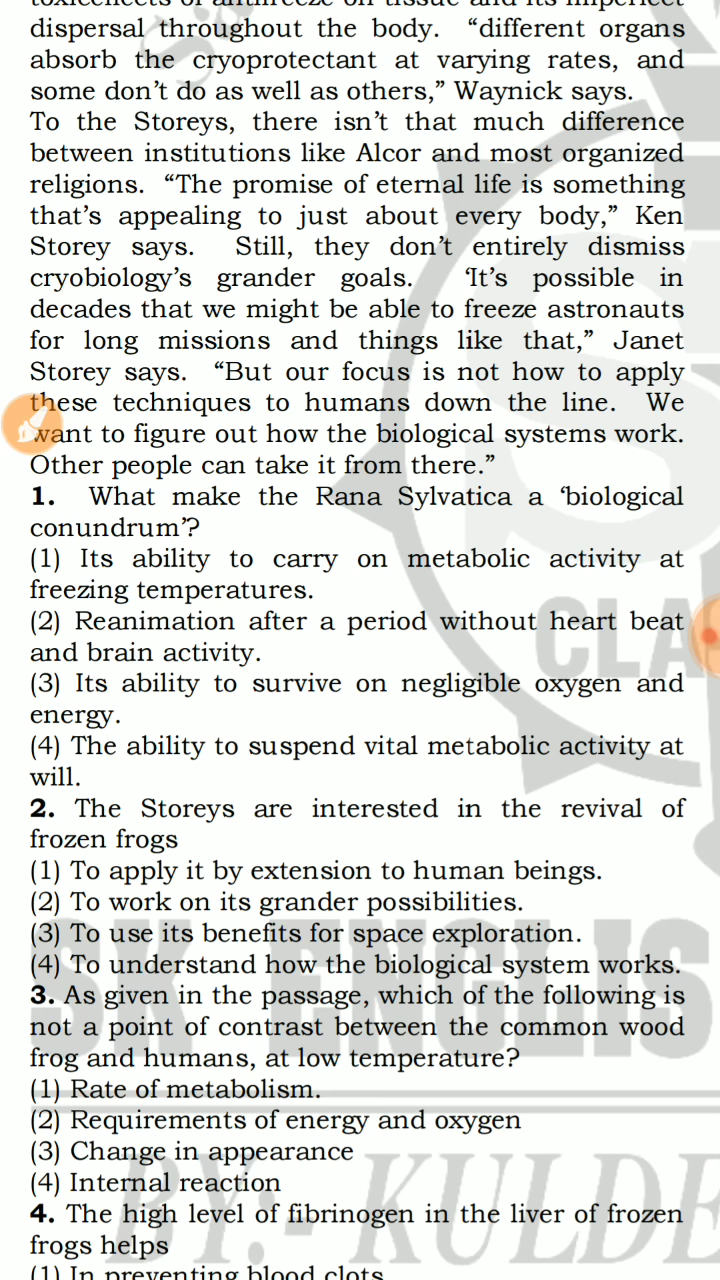 dispersal throughout the body. “different organs
absorb the cryoprotectant at varying rates, and
some don’t do as well as others,” Waynick says.
To the Storeys, there isn’t that much difference
between institutions like Alcor and most organized
religions. “The promise of eternal life is something
that’s appealing to just about every body,” Ken
Storey says. Still, they don’t entirely dismiss
cryobiology’s grander goals. ‘It’s possible in
decades that we might be able to freeze astronauts
for long missions and things like that,” Janet
Storey says. “But our focus is not how to apply
these techniques to humans down the line. We
want to figure out how the biological systems work.
Other people can take it from there.”
1. What make the Rana Sylvatica a ‘biological
conundrum’?
(1) Its ability to carry on metabolic activity at
freezing temperatures.
(2) Reanimation after a period without heart beat
and brain activity.
(3) Its ability to survive on negligible oxygen and
energy.
(4) The ability to suspend vital metabolic activity at
will.
2. The Storeys are interested in the revival of
frozen frogs
(1) To apply it by extension to human beings.
(2) To work on its grander possibilities.
(3) To use its benefits for space exploration.
(4) To understand how the biological system works.
3. As given in the passage, which of the following is
not a point of contrast between the common wood
frog and humans, at low temperature?
(1) Rate of metabolism.
(2) Requirements of energy and oxygen
(3) Change in appearance
(4) Internal reaction
4. The high level of fibrinogen in the liver of frozen
frogs helps
(1) In preventing blood clots
CLA
SK ENGLIS
BY:- KULDE